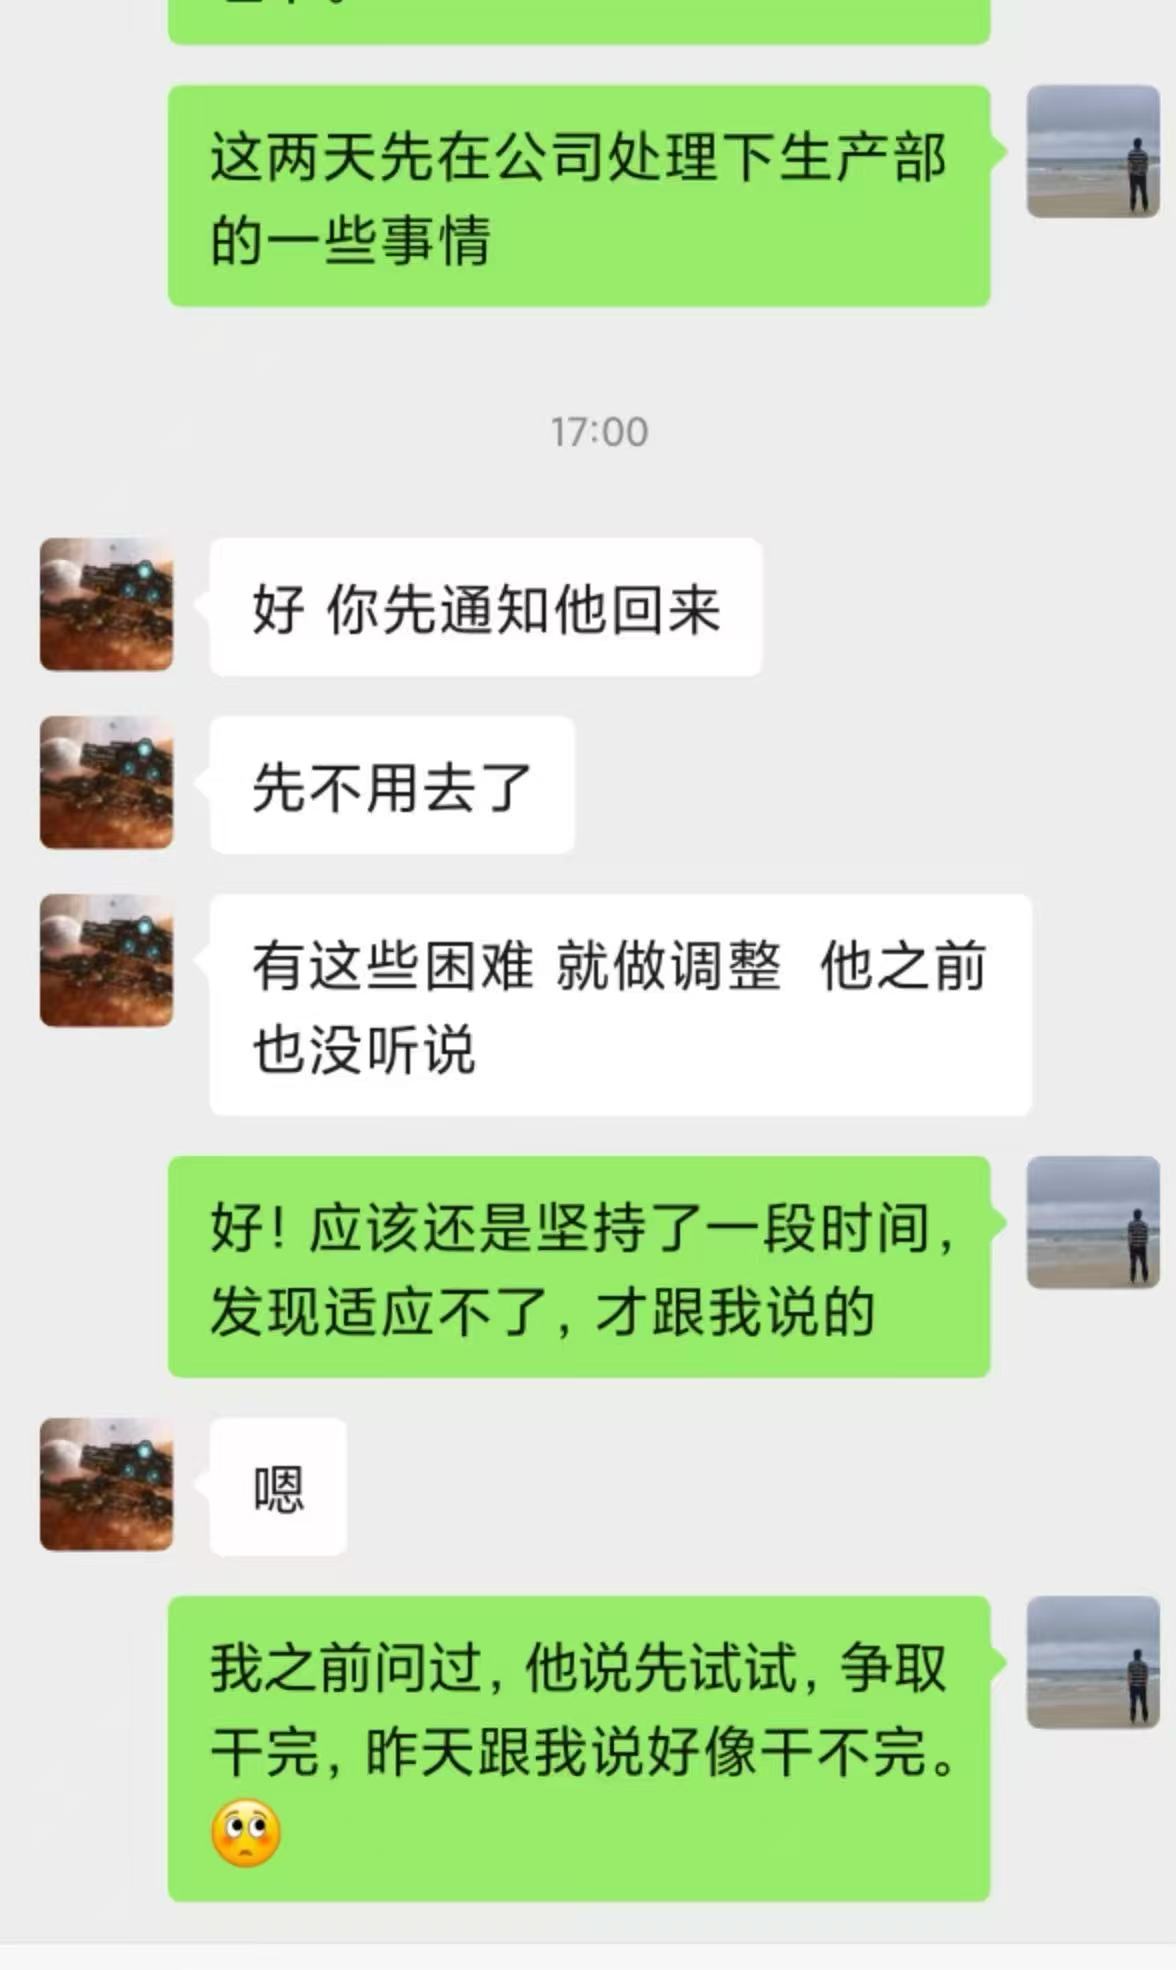 这两天先在公司处理下生产部
的一些事情
17:00
好 你先通知他回来
先不用去了
有这些困难 就做调整  他之前
也没听说
好！应该还是坚持了一段时间，
发现适应不了，才跟我说的
嗯
我之前问过，他说先试试，争取
干完，昨天跟我说好像干不完。
🙄